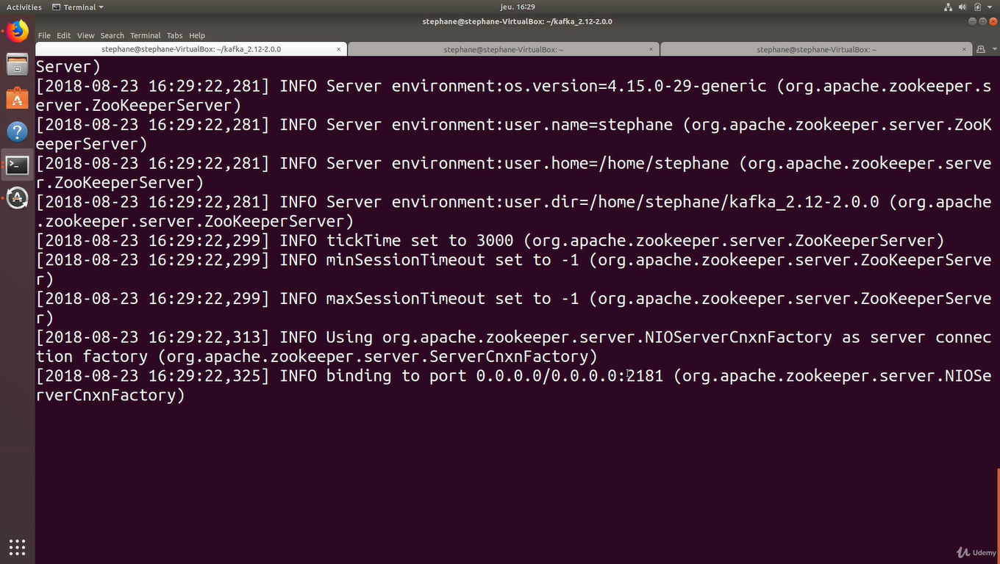 Activities Terminal jeu. 16:29
stephane@stephane-VirtualBox: ~/kafka_2.12-2.0.0
File Edit View Search Terminal Tabs Help
stephane@stephane-VirtualBox: ~/kafka_2.12-2.0.0 × stephane@stephane-VirtualBox: ~ × stephane@stephane-VirtualBox: ~ ×
Server)
[2018-08-23 16:29:22,281] INFO Server environment:os.version=4.15.0-29-generic (org.apache.zookeeper.s
erver.ZooKeeperServer)
[2018-08-23 16:29:22,281] INFO Server environment:user.name=stephane (org.apache.zookeeper.server.ZooK
eeperServer)
[2018-08-23 16:29:22,281] INFO Server environment:user.home=/home/stephane (org.apache.zookeeper.serve
r.ZooKeeperServer)
[2018-08-23 16:29:22,281] INFO Server environment:user.dir=/home/stephane/kafka_2.12-2.0.0 (org.apache
.zookeeper.server.ZooKeeperServer)
[2018-08-23 16:29:22,299] INFO tickTime set to 3000 (org.apache.zookeeper.server.ZooKeeperServer)
[2018-08-23 16:29:22,299] INFO minSessionTimeout set to -1 (org.apache.zookeeper.server.ZooKeeperServe
r)
[2018-08-23 16:29:22,299] INFO maxSessionTimeout set to -1 (org.apache.zookeeper.server.ZooKeeperServe
r)
[2018-08-23 16:29:22,313] INFO Using org.apache.zookeeper.server.NIOServerCnxnFactory as server connec
tion factory (org.apache.zookeeper.server.ServerCnxnFactory)
[2018-08-23 16:29:22,325] INFO binding to port 0.0.0.0/0.0.0.0:2181 (org.apache.zookeeper.server.NIOSe
rverCnxnFactory)
Udemy